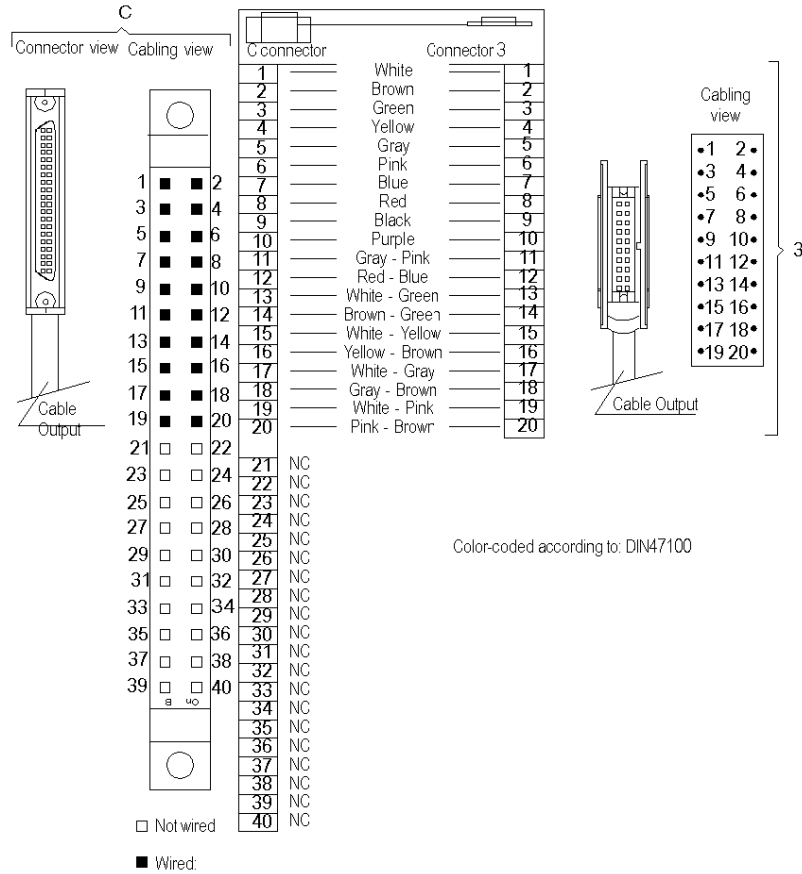 C
Connector view Cabling view
C connector Connector 3
1 White 1
2 Brown 2
3 Green 3
4 Yellow 4
5 Gray 5
6 Pink 6
7 Blue 7
8 Red 8
9 Black 9
10 Purple 10
11 Gray - Pink 11
12 Red - Blue 12
13 White - Green 13
14 Brown - Green 14
15 White - Yellow 15
16 Yellow - Brown 16
17 White - Gray 17
18 Gray - Brown 18
19 White - Pink 19
20 Pink - Brown 20
21 NC
22 NC
23 NC
24 NC
25 NC
26 NC
27 NC
28 NC
29 NC
30 NC
31 NC
32 NC
33 NC
34 NC
35 NC
36 NC
37 NC
38 NC
39 NC
40 NC
1 2
3 4
5 6
7 8
9 10
11 12
13 14
15 16
17 18
19 20
21 22
23 24
25 26
27 28
29 30
31 32
33 34
35 36
37 38
39 40
B On
Cable
Output
Not wired
Wired:
Cabling
view
1 2
3 4
5 6
7 8
9 10
11 12
13 14
15 16
17 18
19 20
3
Cable Output
Color-coded according to: DIN47100